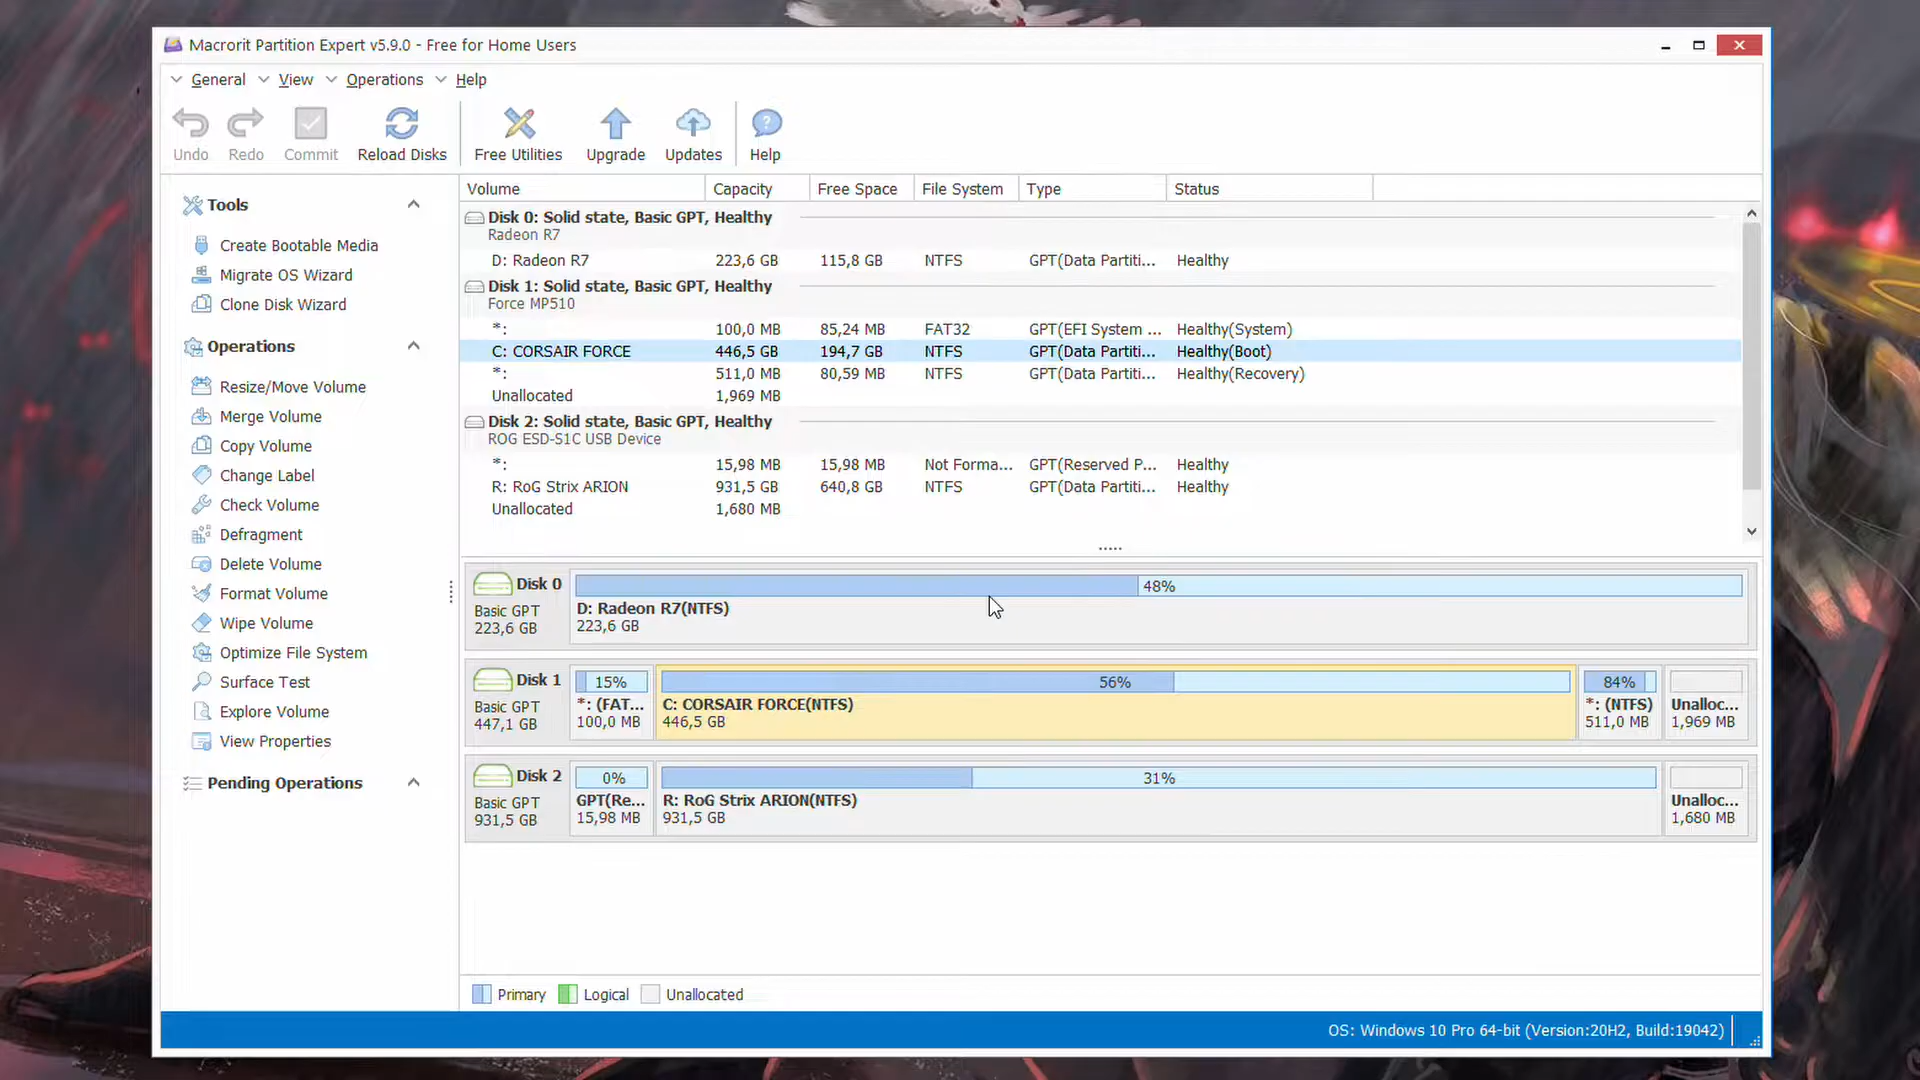 Macrorit Partition Expert v5.9.0 - Free for Home Users
General View Operations Help
Undo Redo Commit Reload Disks Free Utilities Upgrade Updates Help
Tools
Create Bootable Media
Migrate OS Wizard
Clone Disk Wizard
Operations
Resize/Move Volume
Merge Volume
Copy Volume
Change Label
Check Volume
Defragment
Delete Volume
Format Volume
Wipe Volume
Optimize File System
Surface Test
Explore Volume
View Properties
Pending Operations
Volume Capacity Free Space File System Type Status
Disk 0: Solid state, Basic GPT, Healthy
Radeon R7
D: Radeon R7 223,6 GB 115,8 GB NTFS GPT(Data Partiti... Healthy
Disk 1: Solid state, Basic GPT, Healthy
Force MP510
*: 100,0 MB 85,24 MB FAT32 GPT(EFI System ... Healthy(System)
C: CORSAIR FORCE 446,5 GB 194,7 GB NTFS GPT(Data Partiti... Healthy(Boot)
*: 511,0 MB 80,59 MB NTFS GPT(Data Partiti... Healthy(Recovery)
Unallocated 1,969 MB
Disk 2: Solid state, Basic GPT, Healthy
ROG ESD-S1C USB Device
*: 15,98 MB 15,98 MB Not Forma... GPT(Reserved P... Healthy
R: RoG Strix ARION 931,5 GB 640,8 GB NTFS GPT(Data Partiti... Healthy
Unallocated 1,680 MB
Disk 0
Basic GPT
223,6 GB
48%
D: Radeon R7(NTFS)
223,6 GB
Disk 1
Basic GPT
447,1 GB
15%
*: (FAT...
100,0 MB
56%
C: CORSAIR FORCE(NTFS)
446,5 GB
84%
*: (NTFS)
511,0 MB
Unalloc...
1,969 MB
Disk 2
Basic GPT
931,5 GB
0%
GPT(Re...
15,98 MB
31%
R: RoG Strix ARION(NTFS)
931,5 GB
Unalloc...
1,680 MB
Primary Logical Unallocated
OS: Windows 10 Pro 64-bit (Version:20H2, Build:19042)